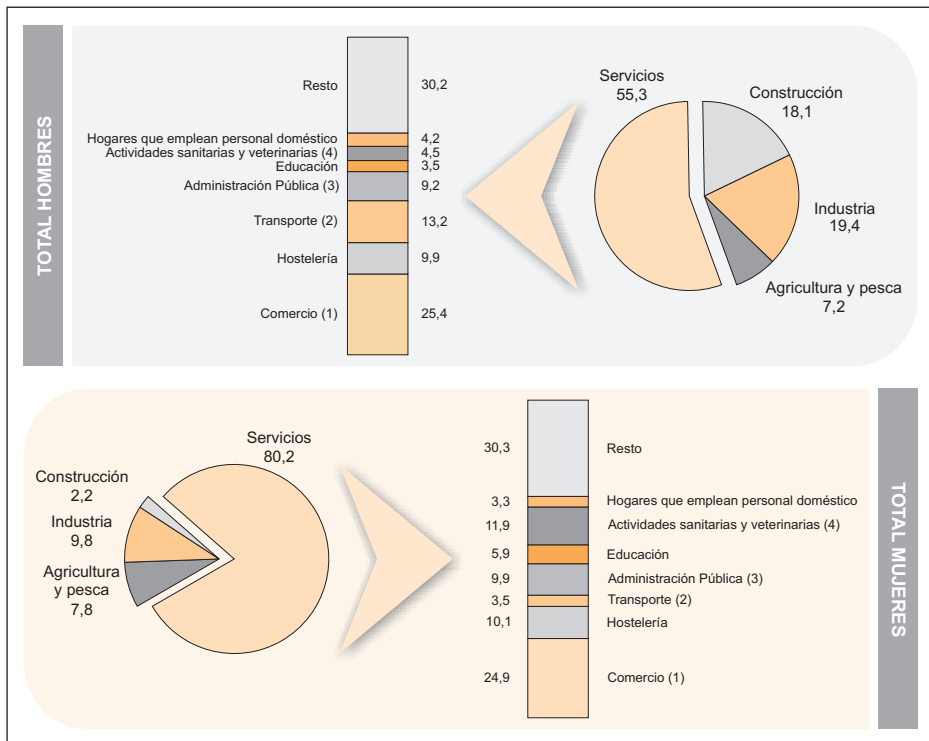 TOTAL HOMBRES
Resto 30,2
Hogares que emplean personal doméstico 4,2
Actividades sanitarias y veterinarias (4) 4,5
Educación 3,5
Administración Pública (3) 9,2
Transporte (2) 13,2
Hostelería 9,9
Comercio (1) 25,4
Servicios
55,3
Construcción
18,1
Industria
19,4
Agricultura y pesca
7,2
Servicios
80,2
Construcción
2,2
Industria
9,8
Agricultura
y pesca
7,8
30,3 Resto
3,3 Hogares que emplean personal doméstico
11,9 Actividades sanitarias y veterinarias (4)
5,9 Educación
9,9 Administración Pública (3)
3,5 Transporte (2)
10,1 Hostelería
24,9 Comercio (1)
TOTAL MUJERES